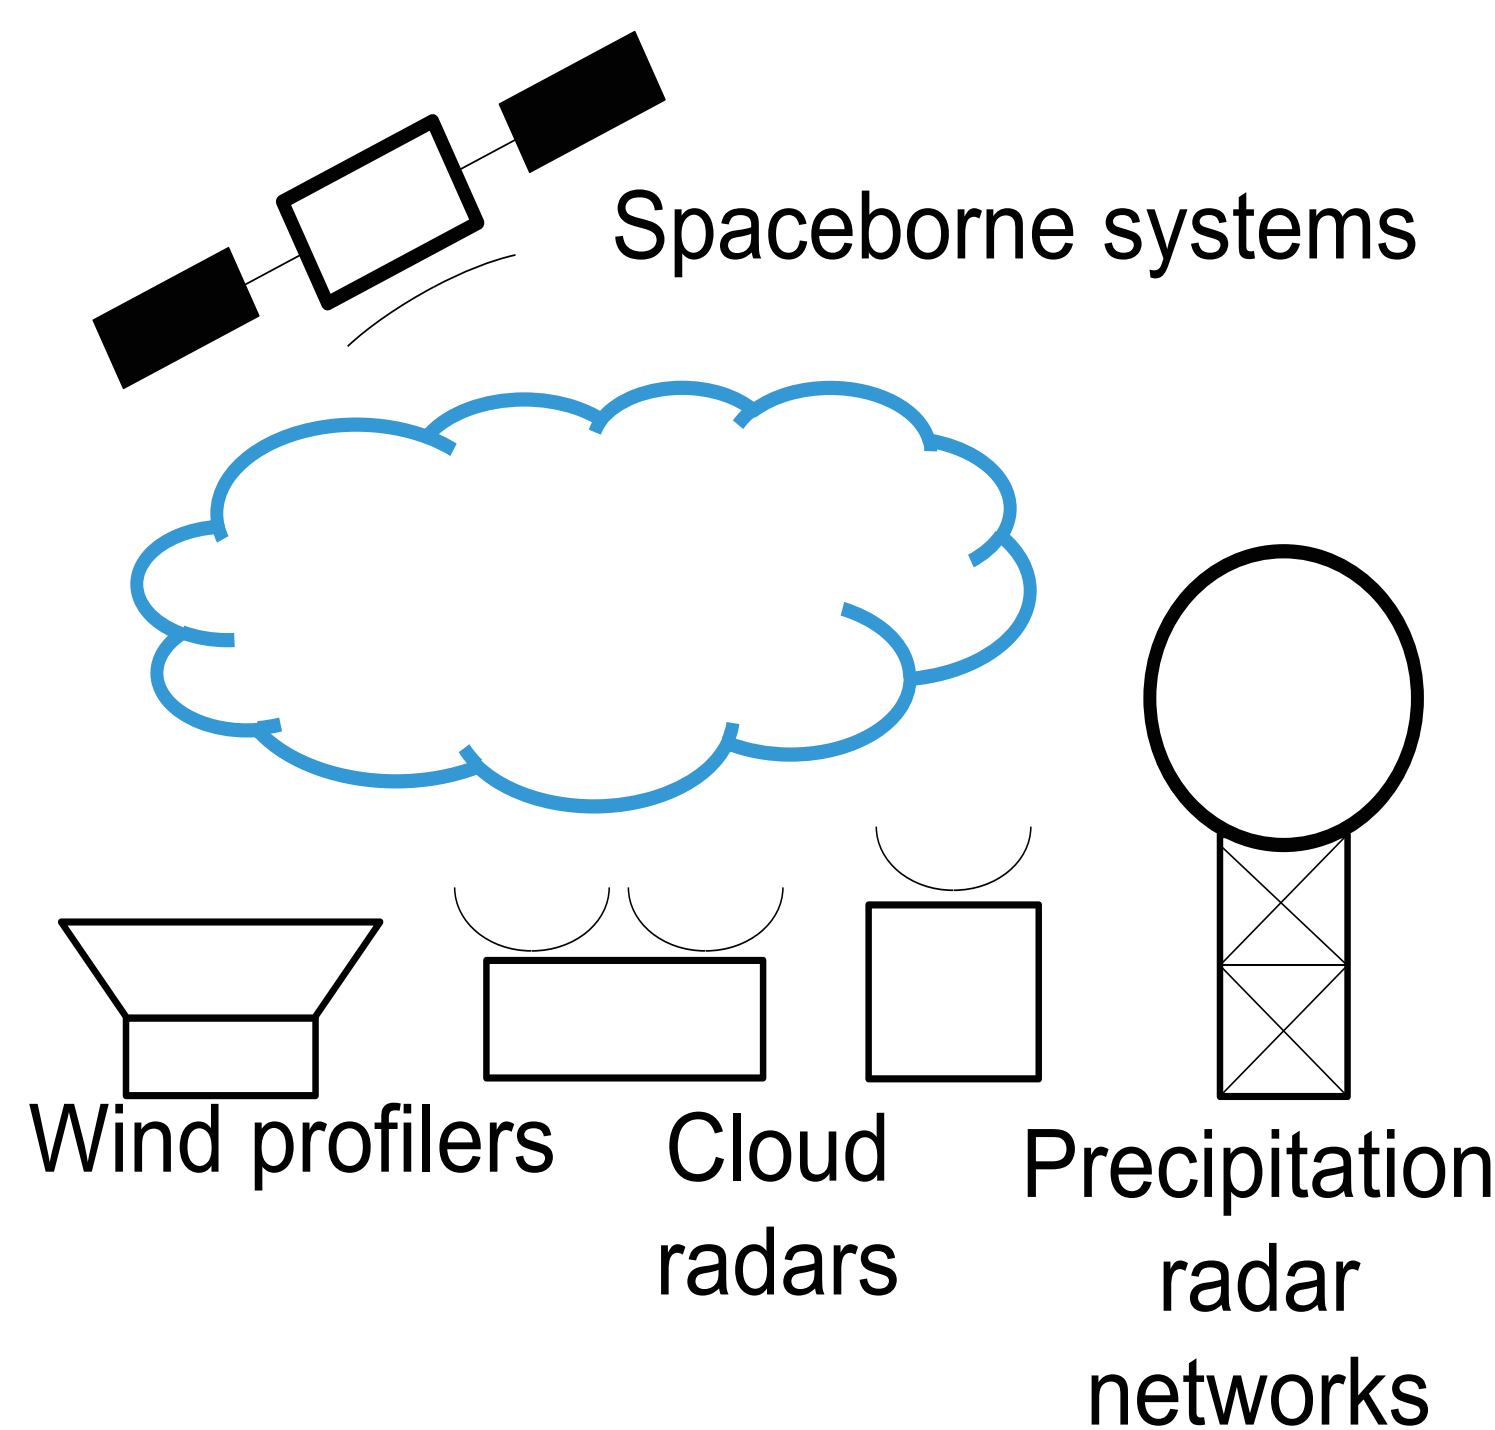 Spaceborne systems
Wind profilers
Cloud
radars
Precipitation
radar
networks